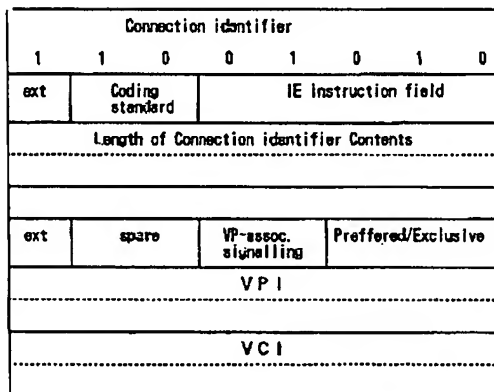 Connection identifier
1 1 0 0 1 0 1 0
ext Coding standard IE Instruction field
Length of Connection identifier Contents
ext spare VP-assoc. signalling Preffered/Exclusive
VPI
VCI